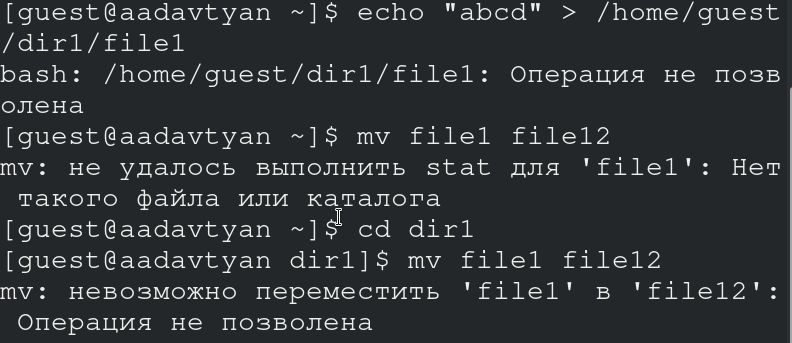 [guest@aadavtyan ~]$ echo "abcd" > /home/guest
/dir1/file1
bash: /home/guest/dir1/file1: Операция не позв
олена
[guest@aadavtyan ~]$ mv file1 file12
mv: не удалось выполнить stat для 'file1': Нет
 такого файла или каталога
[guest@aadavtyan ~]$ cd dir1
[guest@aadavtyan dir1]$ mv file1 file12
mv: невозможно переместить 'file1' в 'file12':
 Операция не позволена